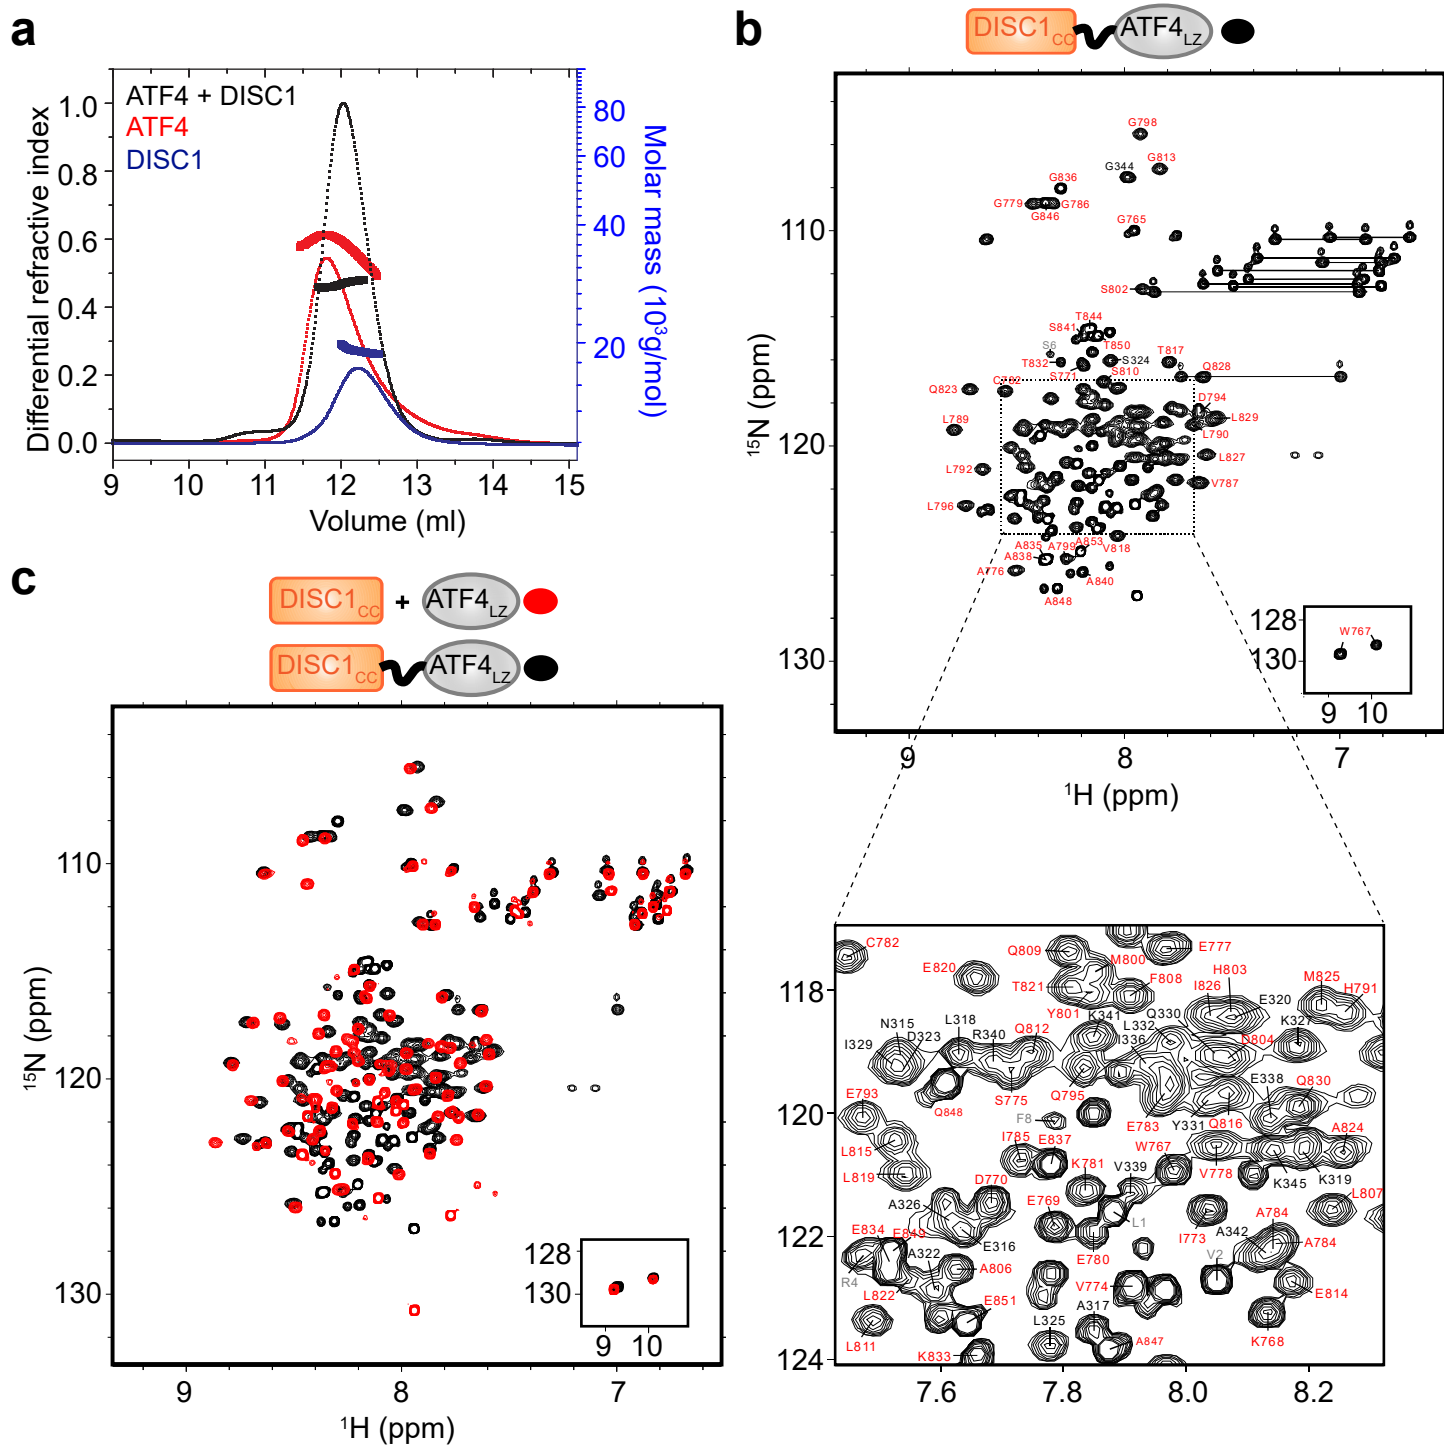 a
ATF4 + DISC1
ATF4
DISC1
Differential refractive index
1.0
0.8
0.6
0.4
0.2
0.0
80
60
40
20
Molar mass (10³g/mol)
9 10 11 12 13 14 15
Volume (ml)
b
DISC1CC ATF4LZ
G798
G813
G344
G836
G779 G786
G846
G765
S802
T844
S841
T850
S6
T832
S324
T817
S771
S810
Q828
Q823
C782
D794
L789
L829
L790
L792
L827
V787
L796
A853
A835 A799
V818
A838
A776
A840
A848
110
120
130
¹⁵N (ppm)
W767
128
130
9 10
9 8 7
¹H (ppm)
C782
Q809
E777
E820
M800
T821
F808
H803
M825
I826
H791
Y801
E320
K341
Q330
N315
L318
L332
K327
D323
R340
Q812
I336
I329
D804
E793
Q848
S775
Q795
E338
Q830
F8
E783
Y331
Q816
L815
I785
E837
W767
A824
L819
K781
V339
V778
K345
K319
D770
E769
L1
L807
A326
I773
A342
A784
E834
E849
A784
A322
E316
E780
V2
R4
A806
V774
E814
L822
E851
L811
L325
A317
K768
K833
A847
118
120
122
124
7.6 7.8 8.0 8.2
c
DISC1CC + ATF4LZ
DISC1CC ATF4LZ
110
120
130
¹⁵N (ppm)
128
130
9 10
9 8 7
¹H (ppm)